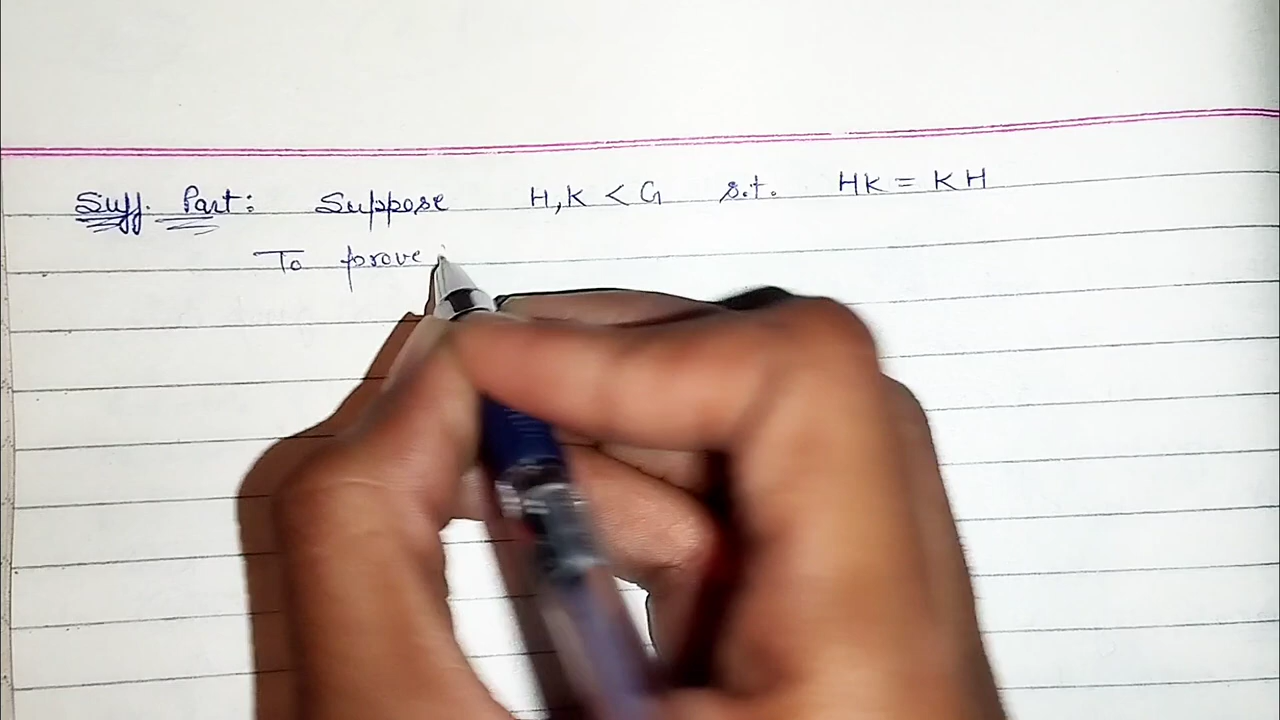 Suff. Part: Suppose H,K < G s.t. HK = KH
To prove